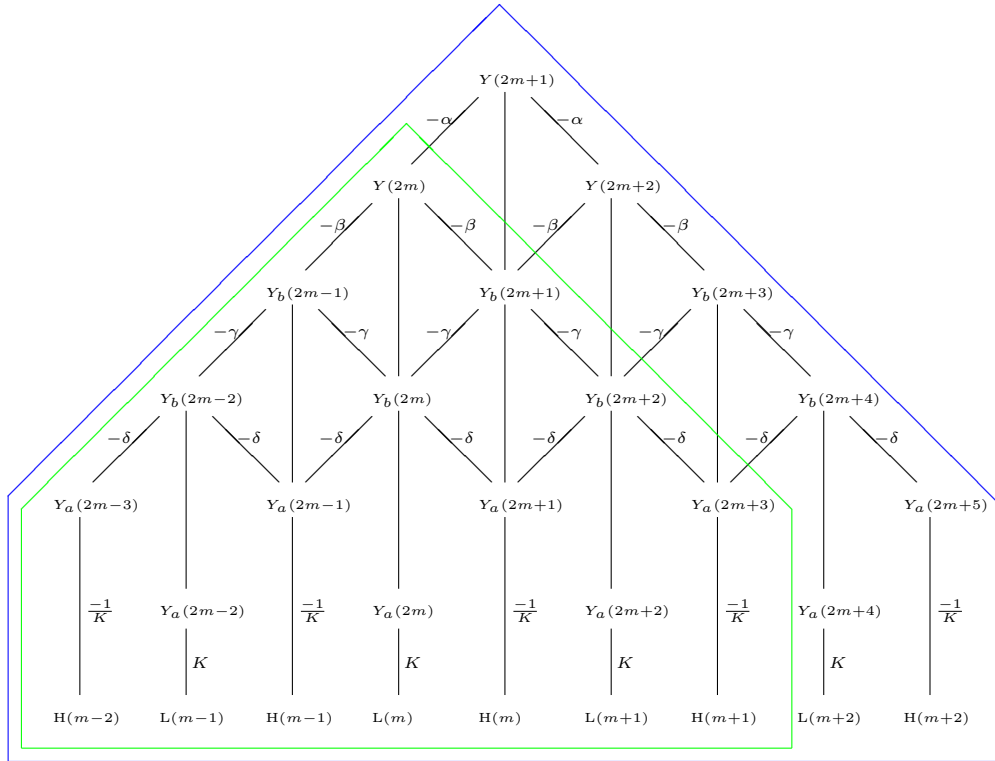 Y(2m+1)
−α −α
Y(2m) Y(2m+2)
−β −β −β −β
Y_b(2m−1) Y_b(2m+1) Y_b(2m+3)
−γ −γ −γ −γ −γ −γ
Y_b(2m−2) Y_b(2m) Y_b(2m+2) Y_b(2m+4)
−δ −δ −δ −δ −δ −δ −δ −δ
Y_a(2m−3) Y_a(2m−1) Y_a(2m+1) Y_a(2m+3) Y_a(2m+5)
−1/K Y_a(2m−2) −1/K Y_a(2m) −1/K Y_a(2m+2) −1/K Y_a(2m+4) −1/K
K K K K
H(m−2) L(m−1) H(m−1) L(m) H(m) L(m+1) H(m+1) L(m+2) H(m+2)